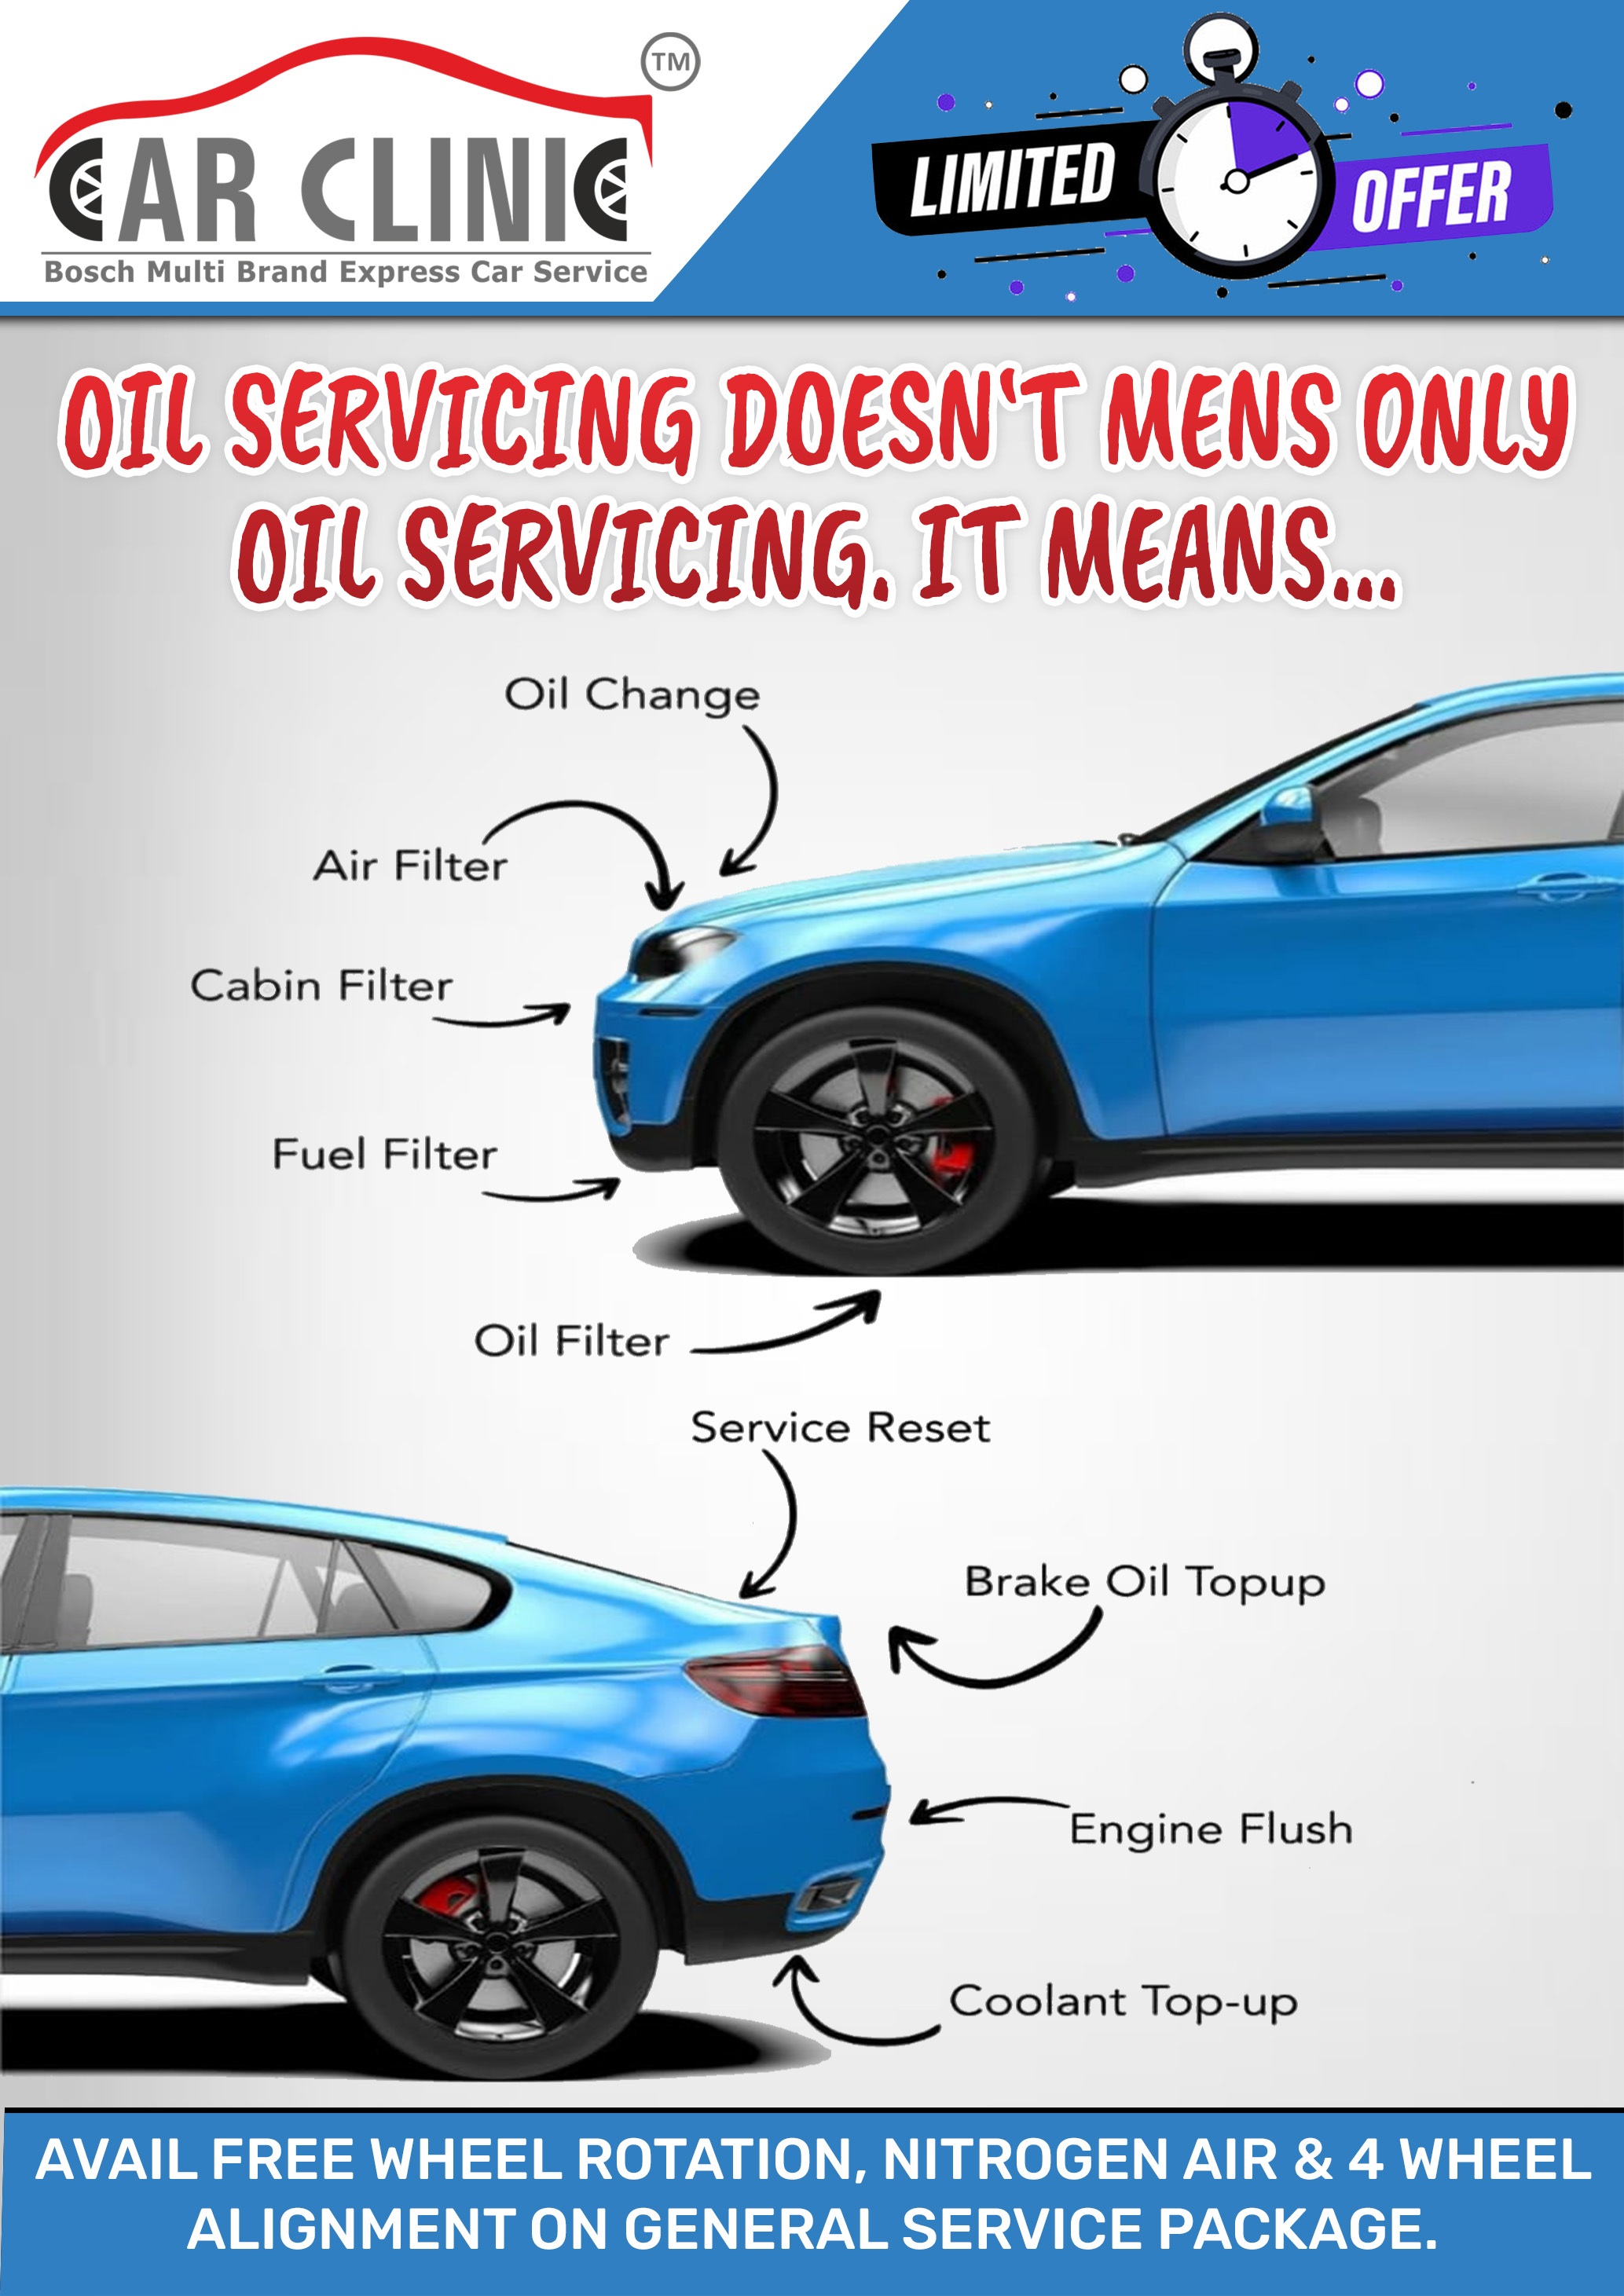 TM
CAR CLINIC
Bosch Multi Brand Express Car Service
LIMITED
OFFER
OIL SERVICING DOESN‘T MENS ONLY
OIL SERVICING. IT MEANS...
Oil Change
Air Filter
Cabin Filter
Fuel Filter
Oil Filter
Service Reset
Brake Oil Topup
Engine Flush
Coolant Top-up
AVAIL FREE WHEEL ROTATION, NITROGEN AIR & 4 WHEEL
ALIGNMENT ON GENERAL SERVICE PACKAGE.